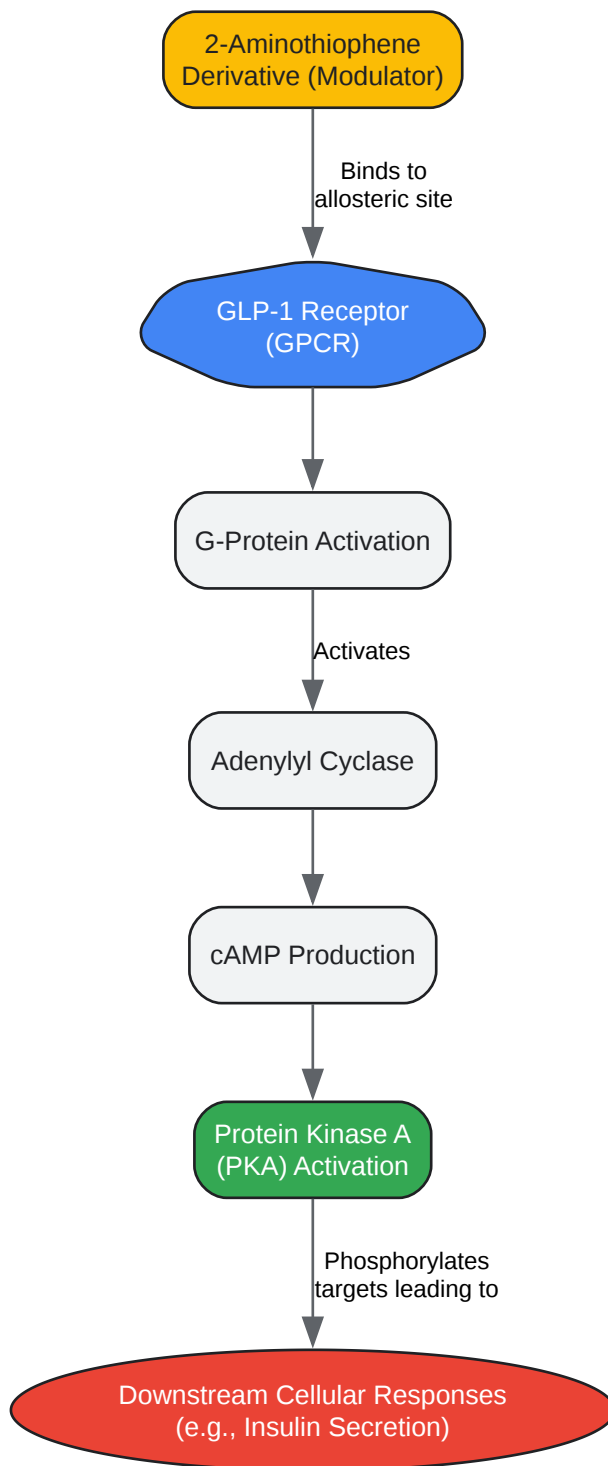 2-Aminothiophene
Derivative (Modulator)
Binds to
allosteric site
GLP-1 Receptor
(GPCR)
G-Protein Activation
Activates
Adenylyl Cyclase
cAMP Production
Protein Kinase A
(PKA) Activation
Phosphorylates
targets leading to
Downstream Cellular Responses
(e.g., Insulin Secretion)